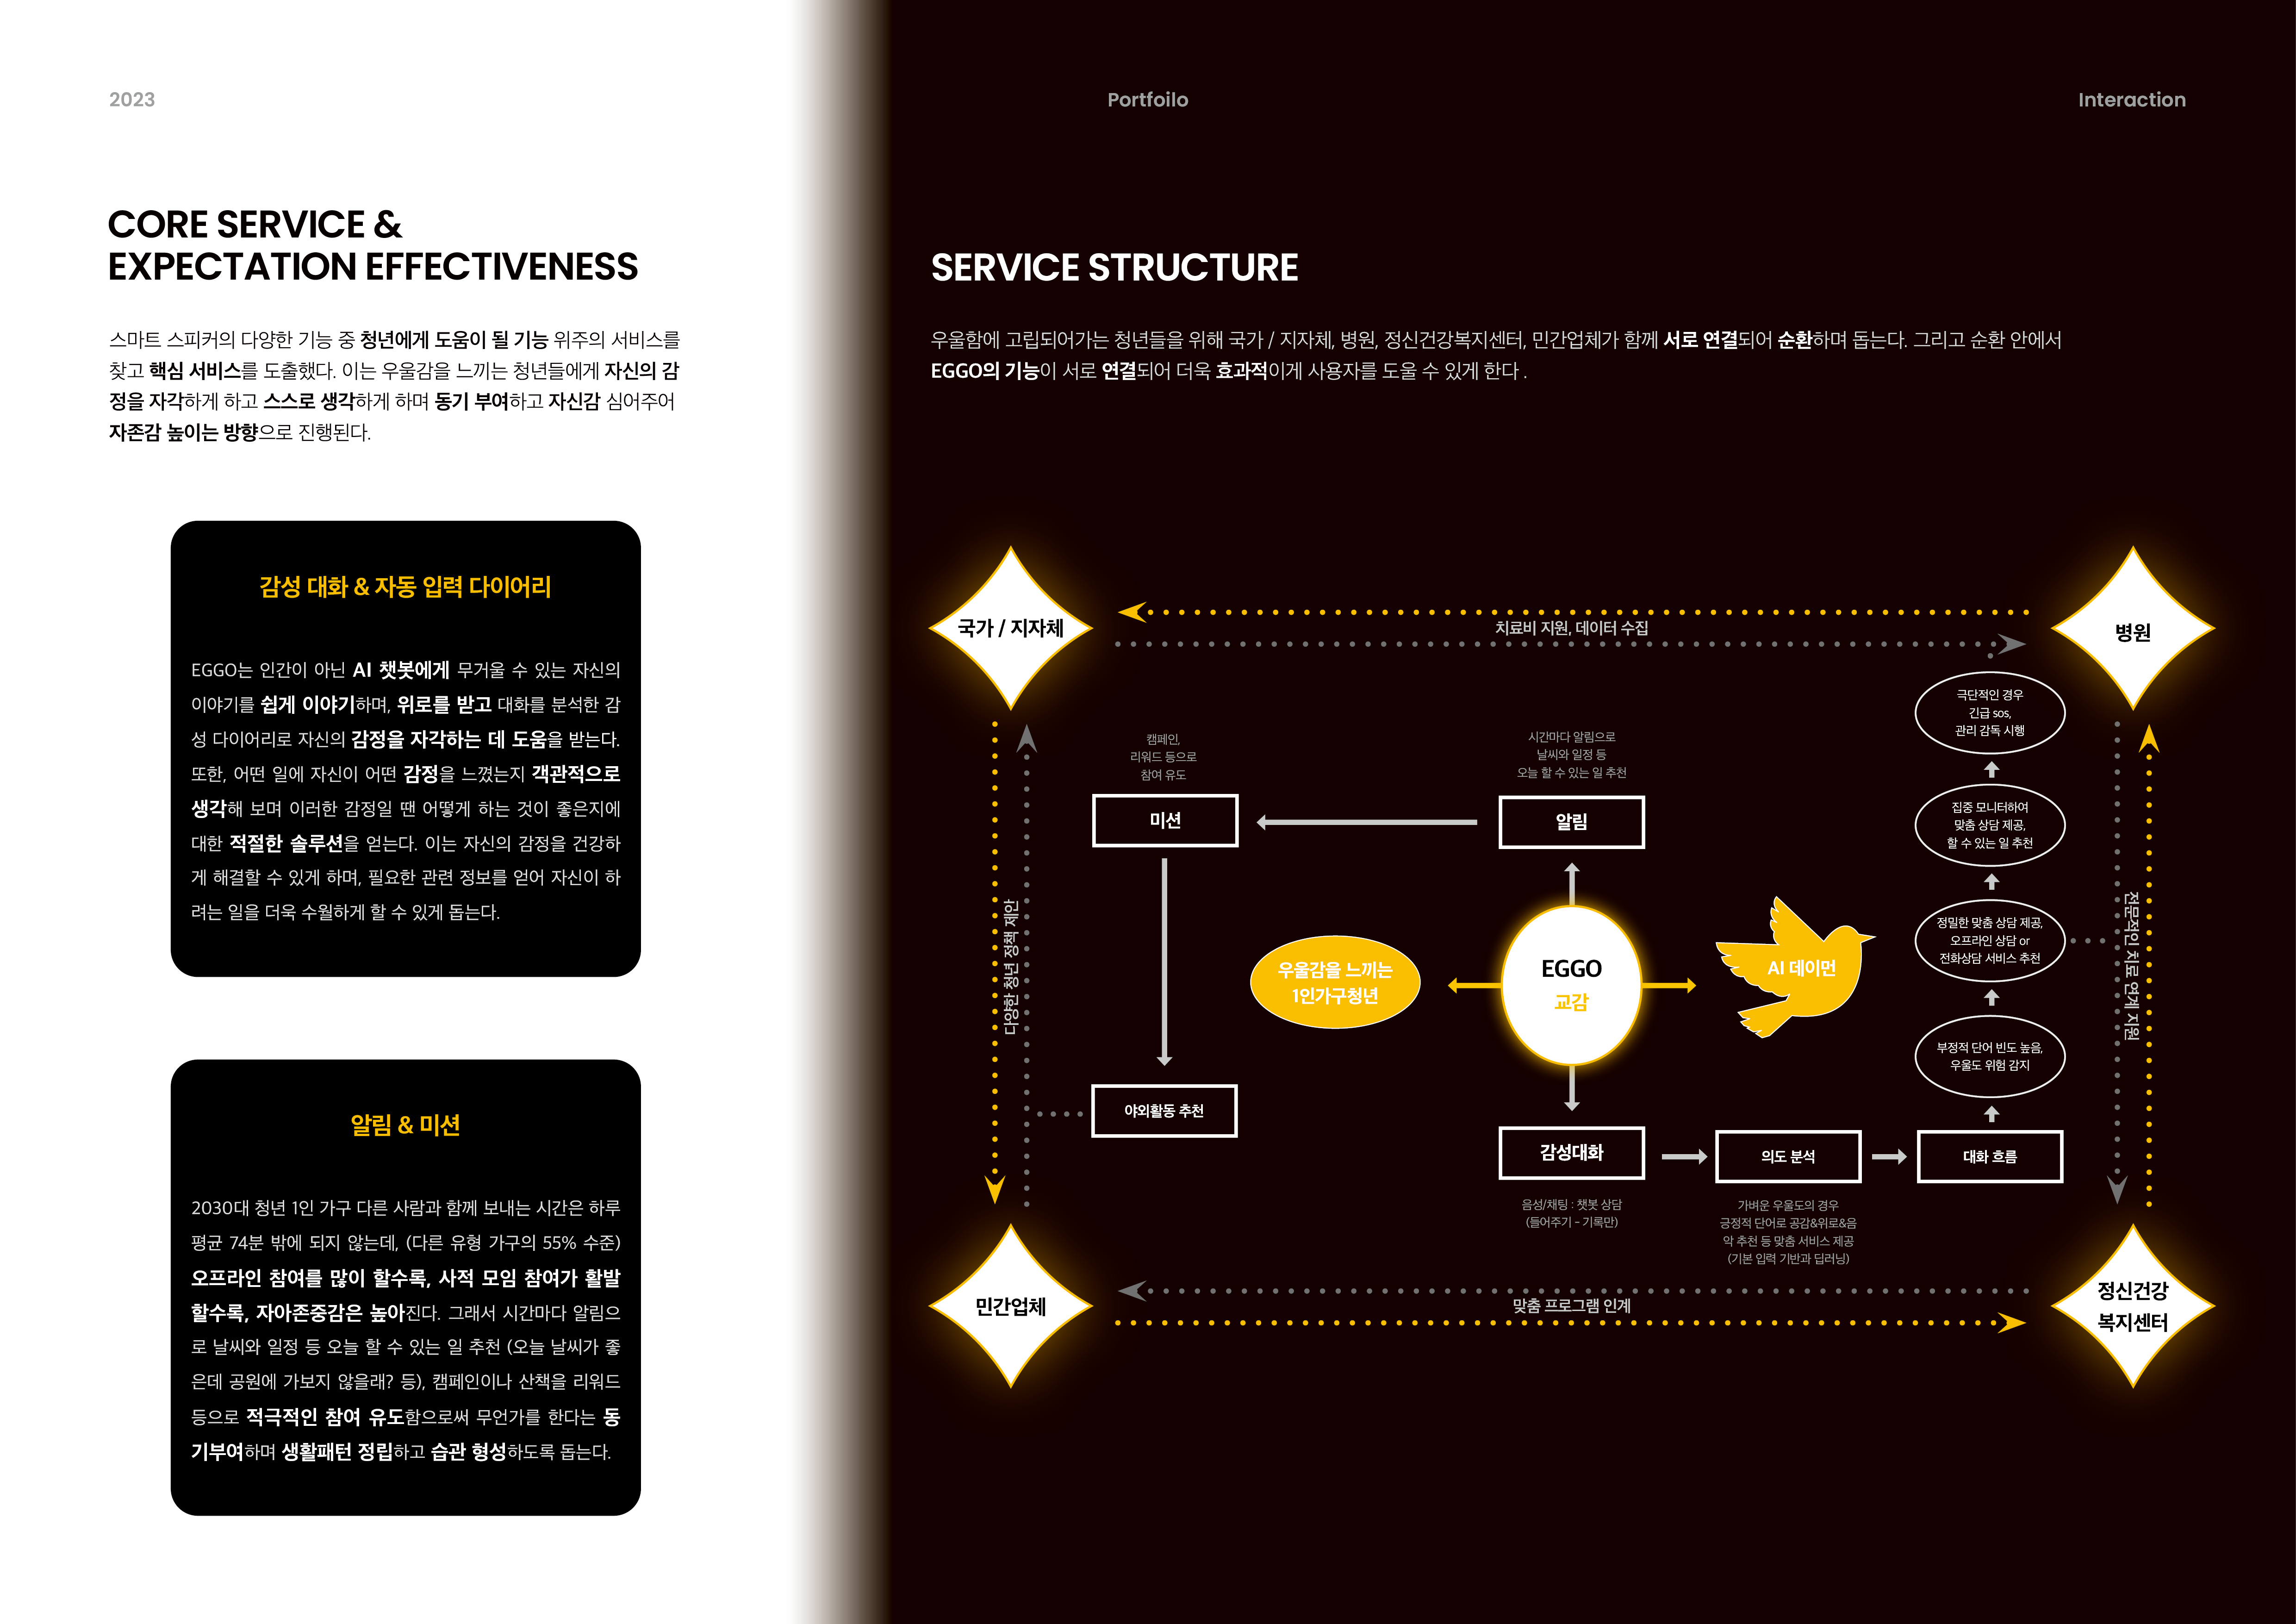 2023
Portfoilo
Interaction
CORE SERVICE &
EXPECTATION EFFECTIVENESS
스마트 스피커의 다양한 기능 중 청년에게 도움이 될 기능 위주의 서비스를
찾고 핵심 서비스를 도출했다. 이는 우울감을 느끼는 청년들에게 자신의 감
정을 자각하게 하고 스스로 생각하게 하며 동기 부여하고 자신감 심어주어
자존감 높이는 방향으로 진행된다.
감성 대화 & 자동 입력 다이어리
EGGO는 인간이 아닌 AI 챗봇에게 무거울 수 있는 자신의
이야기를 쉽게 이야기하며, 위로를 받고 대화를 분석한 감
성 다이어리로 자신의 감정을 자각하는 데 도움을 받는다.
또한, 어떤 일에 자신이 어떤 감정을 느꼈는지 객관적으로
생각해 보며 이러한 감정일 땐 어떻게 하는 것이 좋은지에
대한 적절한 솔루션을 얻는다. 이는 자신의 감정을 건강하
게 해결할 수 있게 하며, 필요한 관련 정보를 얻어 자신이 하
려는 일을 더욱 수월하게 할 수 있게 돕는다.
알림 & 미션
2030대 청년 1인 가구 다른 사람과 함께 보내는 시간은 하루
평균 74분 밖에 되지 않는데, (다른 유형 가구의 55% 수준)
오프라인 참여를 많이 할수록, 사적 모임 참여가 활발
할수록, 자아존중감은 높아진다. 그래서 시간마다 알림으
로 날씨와 일정 등 오늘 할 수 있는 일 추천 (오늘 날씨가 좋
은데 공원에 가보지 않을래? 등), 캠페인이나 산책을 리워드
등으로 적극적인 참여 유도함으로써 무언가를 한다는 동
기부여하며 생활패턴 정립하고 습관 형성하도록 돕는다.
SERVICE STRUCTURE
우울함에 고립되어가는 청년들을 위해 국가 / 지자체, 병원, 정신건강복지센터, 민간업체가 함께 서로 연결되어 순환하며 돕는다. 그리고 순환 안에서
EGGO의 기능이 서로 연결되어 더욱 효과적이게 사용자를 도울 수 있게 한다 .
국가 / 지자체
치료비 지원, 데이터 수집
병원
극단적인 경우
긴급 sos,
관리 감독 시행
캠페인,
리워드 등으로
참여 유도
시간마다 알림으로
날씨와 일정 등
오늘 할 수 있는 일 추천
미션
알림
집중 모니터하여
맞춤 상담 제공,
할 수 있는 일 추천
다양한 청년 정책 제안
우울감을 느끼는
1인가구청년
EGGO
교감
AI 데이먼
정밀한 맞춤 상담 제공,
오프라인 상담 or
전화상담 서비스 추천
전문적인 치료 연계 지원
부정적 단어 빈도 높음,
우울도 위험 감지
야외활동 추천
감성대화
의도 분석
대화 흐름
음성/채팅 : 챗봇 상담
(들어주기 - 기록만)
가벼운 우울도의 경우
긍정적 단어로 공감&위로&음
악 추천 등 맞춤 서비스 제공
(기본 입력 기반과 딥러닝)
민간업체
맞춤 프로그램 인계
정신건강
복지센터